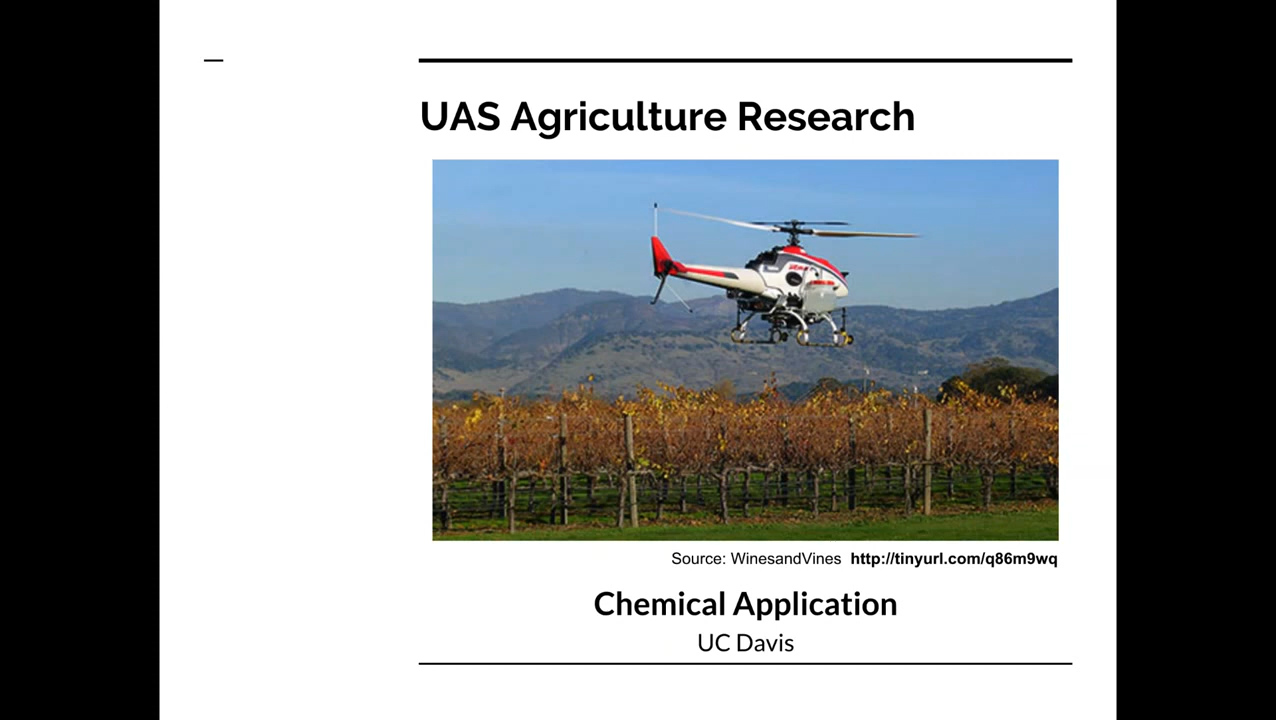 UAS Agriculture Research
Source: WinesandVines http://tinyurl.com/q86m9wq
Chemical Application
UC Davis